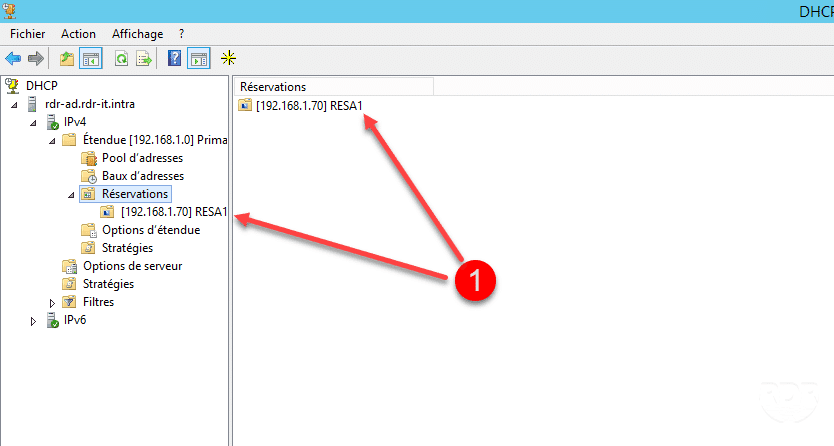 DHCP
Fichier Action Affichage ?
DHCP
rdr-ad.rdr-it.intra
IPv4
Étendue [192.168.1.0] Prima
Pool d'adresses
Baux d'adresses
Réservations
[192.168.1.70] RESA1
Options d'étendue
Stratégies
Options de serveur
Stratégies
Filtres
IPv6
Réservations
[192.168.1.70] RESA1
1